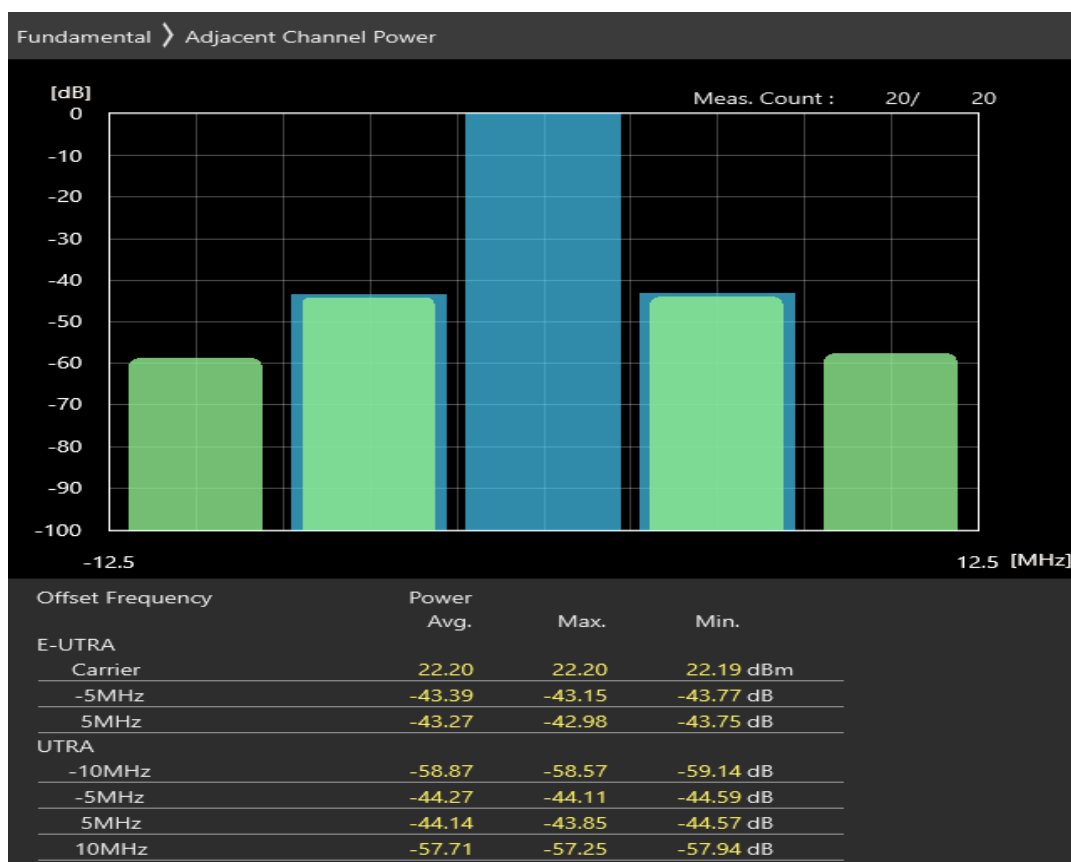 Fundamental ❯ Adjacent Channel Power
[dB]
Meas. Count : 20/ 20
0
-10
-20
-30
-40
-50
-60
-70
-80
-90
-100
-12.5 12.5 [MHz]
Offset Frequency Power
Avg. Max. Min.
E-UTRA
Carrier 22.20 22.20 22.19 dBm
-5MHz -43.39 -43.15 -43.77 dB
5MHz -43.27 -42.98 -43.75 dB
UTRA
-10MHz -58.87 -58.57 -59.14 dB
-5MHz -44.27 -44.11 -44.59 dB
5MHz -44.14 -43.85 -44.57 dB
10MHz -57.71 -57.25 -57.94 dB